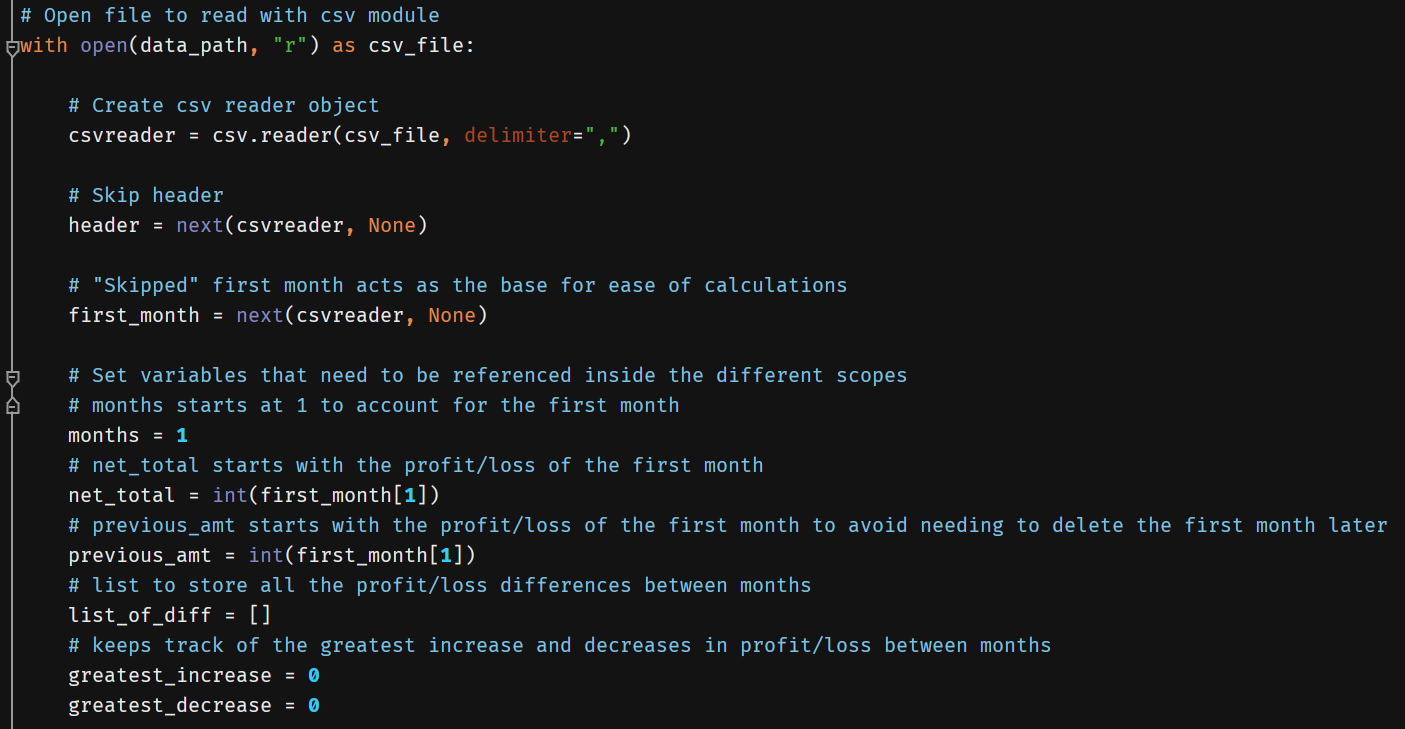 # Open file to read with csv module
with open(data_path, "r") as csv_file:
    # Create csv reader object
    csvreader = csv.reader(csv_file, delimiter=",")
    # Skip header
    header = next(csvreader, None)
    # "Skipped" first month acts as the base for ease of calculations
    first_month = next(csvreader, None)
    # Set variables that need to be referenced inside the different scopes
    # months starts at 1 to account for the first month
    months = 1
    # net_total starts with the profit/loss of the first month
    net_total = int(first_month[1])
    # previous_amt starts with the profit/loss of the first month to avoid needing to delete the first month later
    previous_amt = int(first_month[1])
    # list to store all the profit/loss differences between months
    list_of_diff = []
    # keeps track of the greatest increase and decreases in profit/loss between months
    greatest_increase = 0
    greatest_decrease = 0